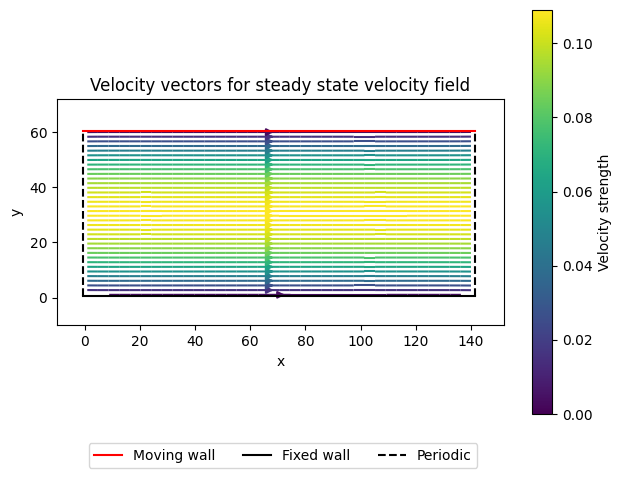 Velocity vectors for steady state velocity field
60
40
20
0
y
0 20 40 60 80 100 120 140
x
0.10
0.08
0.06
0.04
0.02
0.00
Velocity strength
Moving wall Fixed wall Periodic